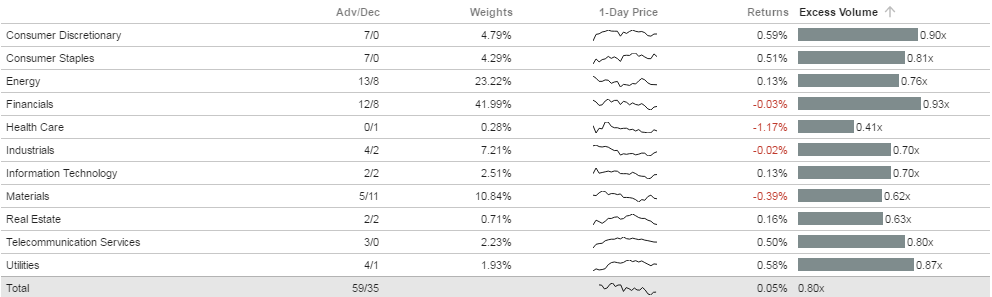 Adv/Dec Weights 1-Day Price Returns Excess Volume
Consumer Discretionary 7/0 4.79% 0.59% 0.90x
Consumer Staples 7/0 4.29% 0.51% 0.81x
Energy 13/8 23.22% 0.13% 0.76x
Financials 12/8 41.99% -0.03% 0.93x
Health Care 0/1 0.28% -1.17% 0.41x
Industrials 4/2 7.21% -0.02% 0.70x
Information Technology 2/2 2.51% 0.13% 0.70x
Materials 5/11 10.84% -0.39% 0.62x
Real Estate 2/2 0.71% 0.16% 0.63x
Telecommunication Services 3/0 2.23% 0.50% 0.80x
Utilities 4/1 1.93% 0.58% 0.87x
Total 59/35 0.05% 0.80x